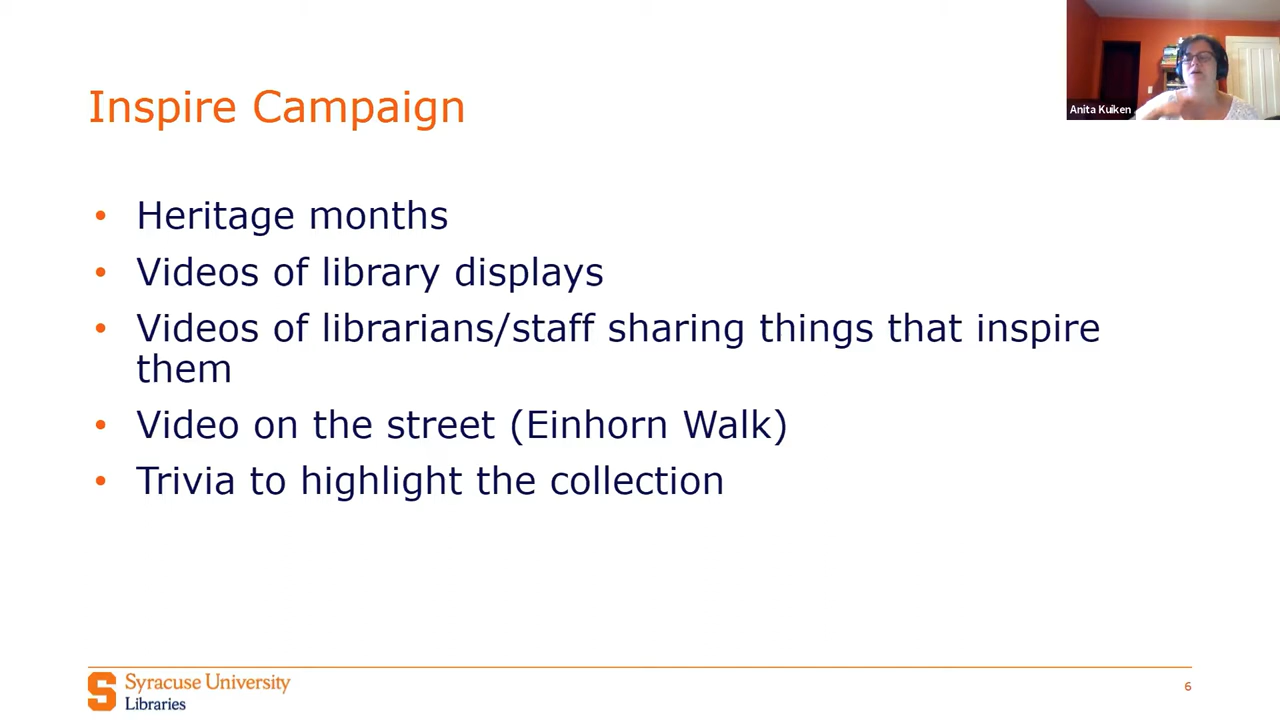 Inspire Campaign
Anita Kuiken
• Heritage months
• Videos of library displays
• Videos of librarians/staff sharing things that inspire
them
• Video on the street (Einhorn Walk)
• Trivia to highlight the collection
S
Syracuse University
Libraries
6